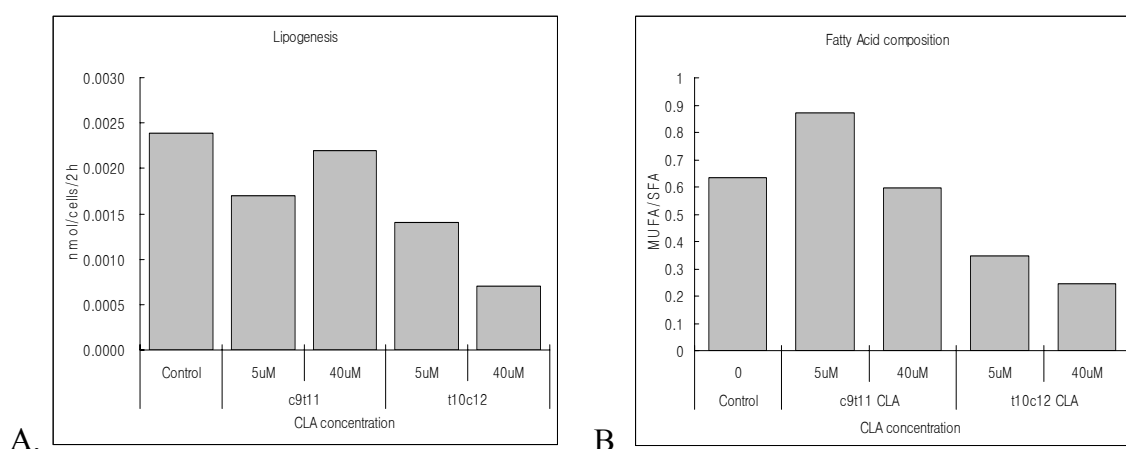 Lipogenesis
nmol/cells/2h
0.0030
0.0025
0.0020
0.0015
0.0010
0.0005
0.0000
Control 5uM 40uM 5uM 40uM
c9t11 t10c12
CLA concentration
A.
Fatty Acid composition
MUFA/SFA
1
0.9
0.8
0.7
0.6
0.5
0.4
0.3
0.2
0.1
0
0 5uM 40uM 5uM 40uM
Control c9t11 CLA t10c12 CLA
CLA concentration
B